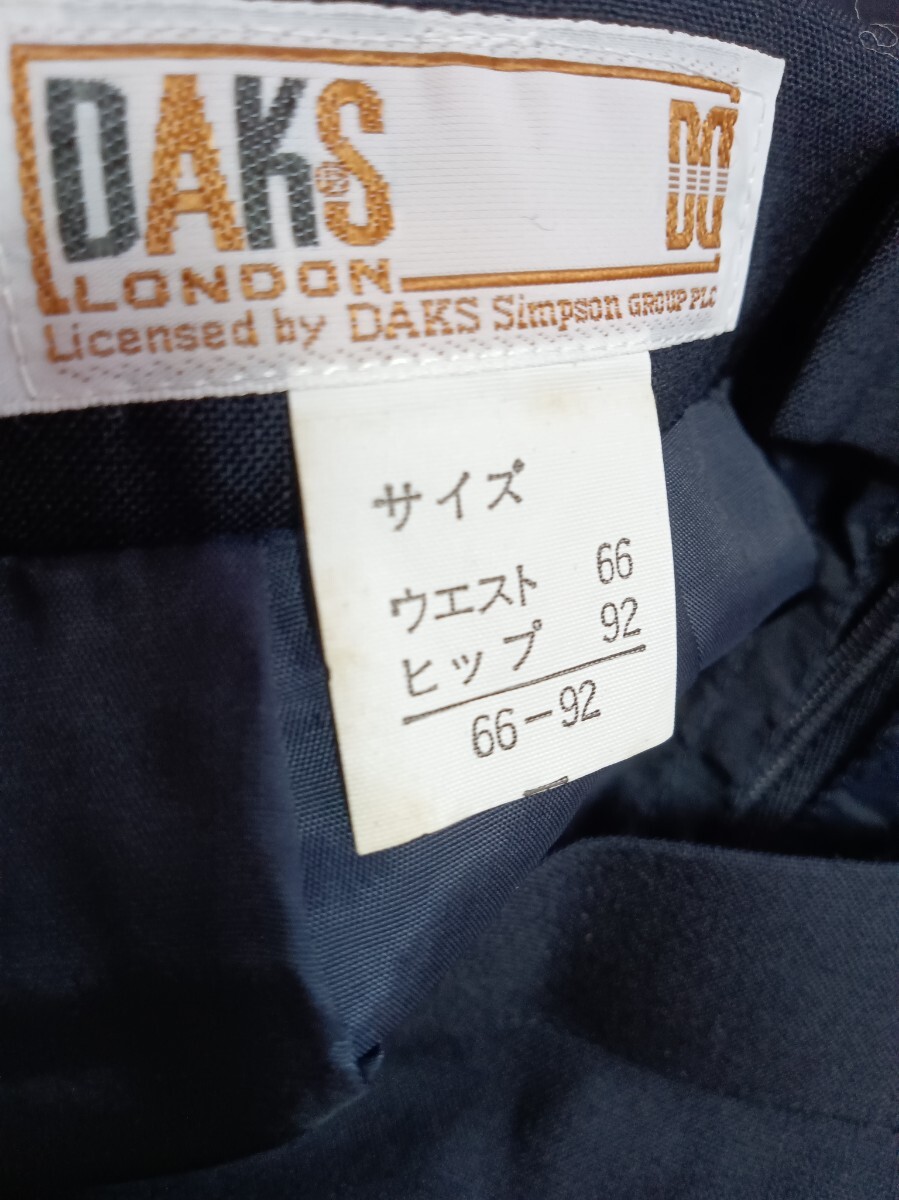 DAKS®
LONDON
DD
Licensed by DAKS Simpson GROUP PLC
サイズ
ウエスト 66
ヒップ 92
66-92